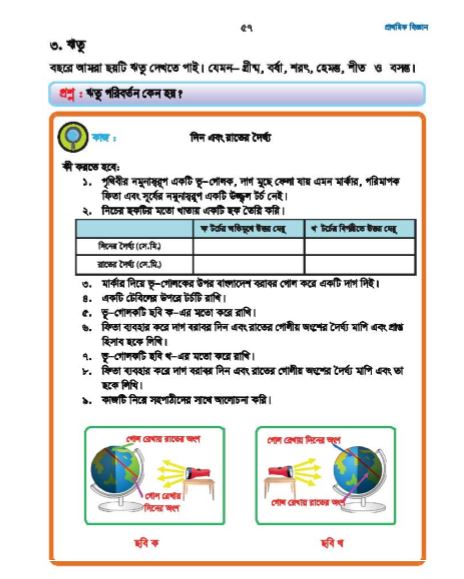 ৫৭
প্রাথমিক বিজ্ঞান
৩. ঋতু
বছরে আমরা ছয়টি ঋতু দেখতে পাই। যেমন– গ্রীষ্ম, বর্ষা, শরৎ, হেমন্ত, শীত ও বসন্ত।
প্রশ্ন : ঋতু পরিবর্তন কেন হয়?
কাজ :
দিন এবং রাতের দৈর্ঘ্য
কী করতে হবে:
১. পৃথিবীর নমুনাস্বরূপ একটি ভূ–গোলক, দাগ মুছে ফেলা যায় এমন মার্কার, পরিমাপক
ফিতা এবং সূর্যের নমুনাস্বরূপ একটি উজ্জ্বল টর্চ নেই।
২. নিচের ছকটির মতো খাতায় একটি ছক তৈরি করি।
ক টর্চের অভিমুখে উত্তর মেরু
খ টর্চের বিপরীতে উত্তর মেরু
দিনের দৈর্ঘ্য (সে.মি.)
রাতের দৈর্ঘ্য (সে.মি.)
৩. মার্কার দিয়ে ভূ–গোলকের উপর বাংলাদেশ বরাবর গোল করে একটি দাগ দিই।
৪. একটি টেবিলের উপরে টর্চটি রাখি।
৫. ভূ–গোলকটি ছবি ক–এর মতো করে রাখি।
৬. ফিতা ব্যবহার করে দাগ বরাবর দিন এবং রাতের গোলীয় অংশের দৈর্ঘ্য মাপি এবং প্রাপ্ত
হিসাব ছকে লিখি।
৭. ভূ–গোলকটি ছবি খ–এর মতো করে রাখি।
৮. ফিতা ব্যবহার করে দাগ বরাবর দিন এবং রাতের গোলীয় অংশের দৈর্ঘ্য মাপি এবং তা
ছকে লিখি।
৯. কাজটি নিয়ে সহপাঠীদের সাথে আলোচনা করি।
গোল রেখায় রাতের অংশ
গোল রেখায়
দিনের অংশ
গোল রেখায় দিনের অংশ
গোল রেখায় রাতের অংশ
ছবি ক
ছবি খ